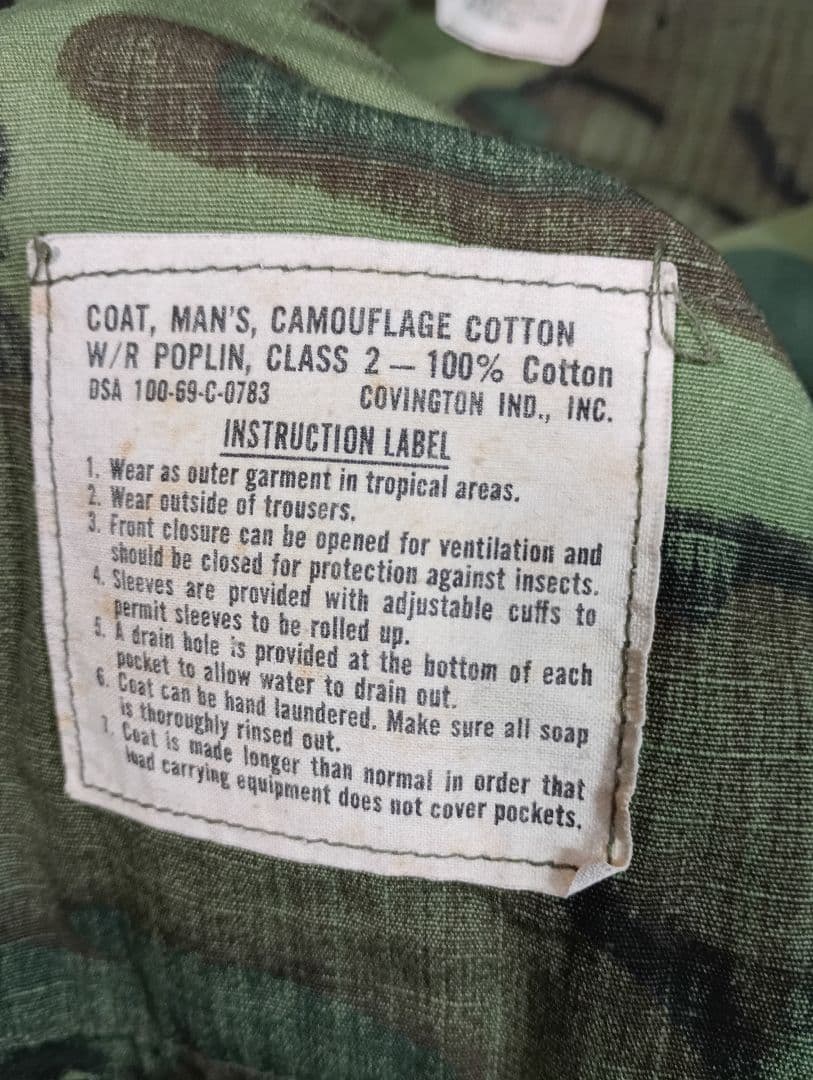 COAT, MAN'S, CAMOUFLAGE COTTON
W/R POPLIN, CLASS 2 — 100% Cotton
DSA 100-69-C-0783 COVINGTON IND., INC.
INSTRUCTION LABEL
1. Wear as outer garment in tropical areas.
2. Wear outside of trousers.
3. Front closure can be opened for ventilation and
should be closed for protection against insects.
4. Sleeves are provided with adjustable cuffs to
permit sleeves to be rolled up.
5. A drain hole is provided at the bottom of each
pocket to allow water to drain out.
6. Coat can be hand laundered. Make sure all soap
is thoroughly rinsed out.
7. Coat is made longer than normal in order that
load carrying equipment does not cover pockets.